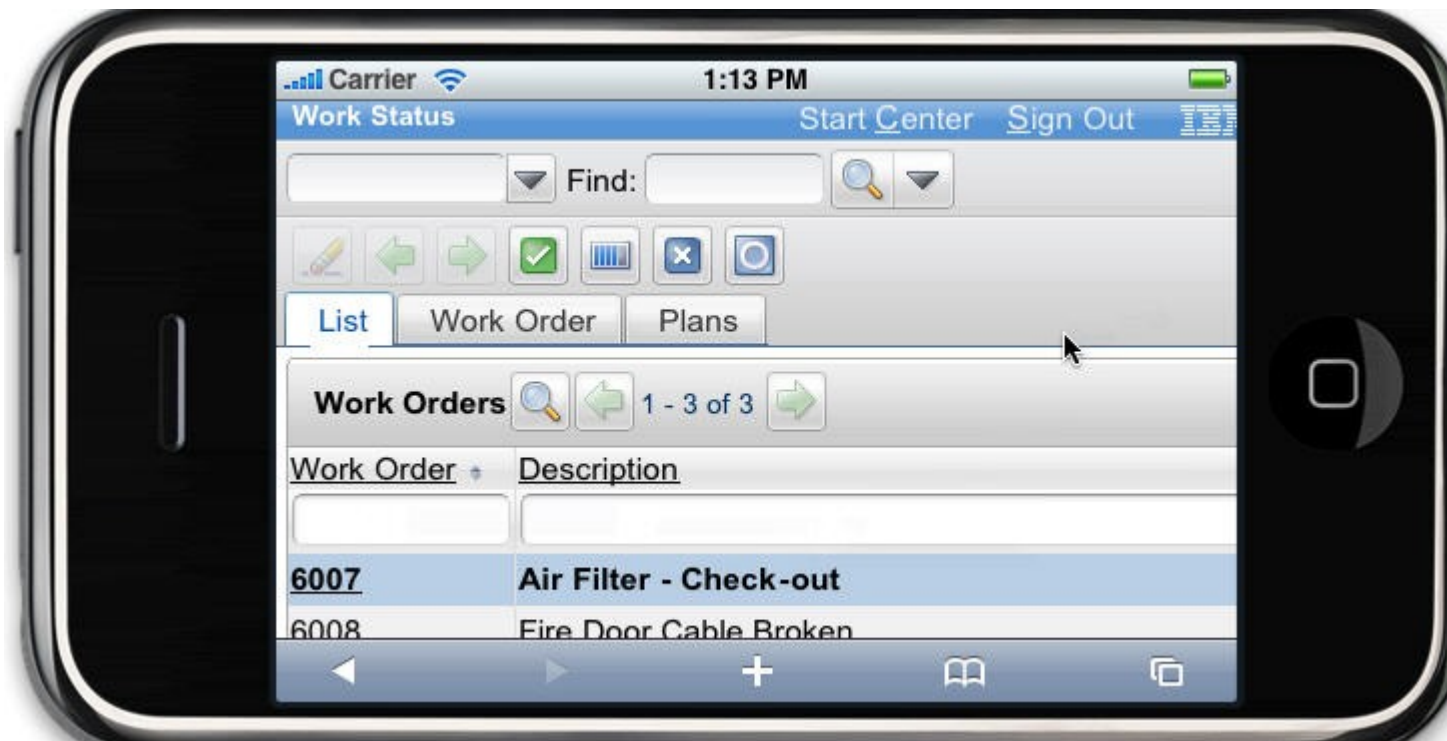 Carrier 1:13 PM
Work Status Start Center Sign Out IBM
Find:
List Work Order Plans
Work Orders 1 - 3 of 3
Work Order Description
6007 Air Filter - Check-out
6008 Fire Door Cable Broken